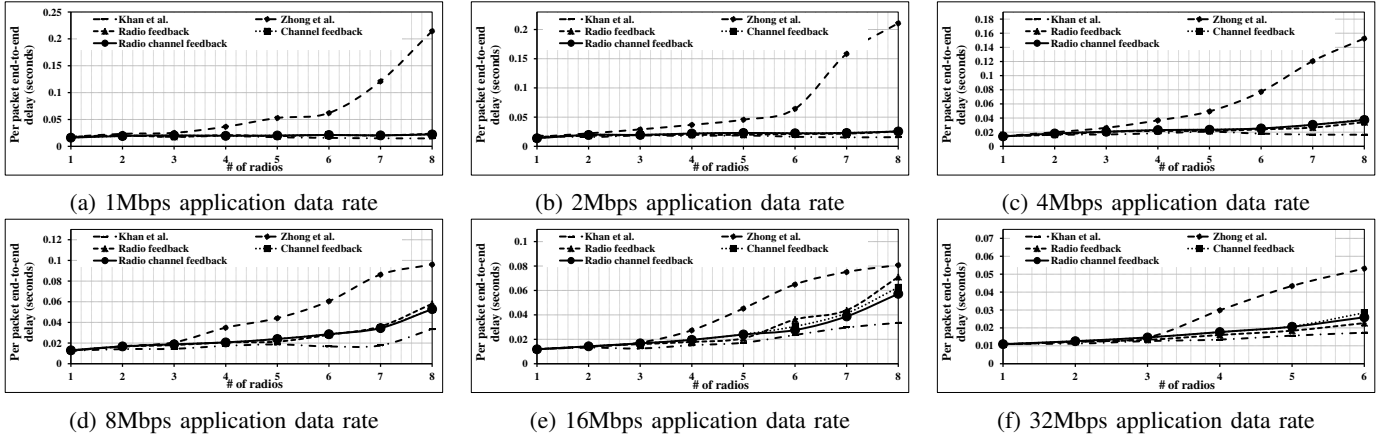 Per packet end-to-end
delay (seconds)
0.25
0.2
0.15
0.1
0.05
0
Khan et al.
Zhong et al.
Radio feedback
Channel feedback
Radio channel feedback
1 2 3 4 5 6 7 8
# of radios
(a) 1Mbps application data rate
Per packet end-to-end
delay (seconds)
0.2
0.15
0.1
0.05
0
Khan et al.
Zhong et al.
Radio feedback
Channel feedback
Radio channel feedback
1 2 3 4 5 6 7 8
# of radios
(b) 2Mbps application data rate
Per packet end-to-end
delay (seconds)
0.18
0.16
0.14
0.12
0.1
0.08
0.06
0.04
0.02
0
Khan et al.
Zhong et al.
Radio feedback
Channel feedback
Radio channel feedback
1 2 3 4 5 6 7 8
# of radios
(c) 4Mbps application data rate
Per packet end-to-end
delay (seconds)
0.12
0.1
0.08
0.06
0.04
0.02
0
Khan et al.
Zhong et al.
Radio feedback
Channel feedback
Radio channel feedback
1 2 3 4 5 6 7 8
# of radios
(d) 8Mbps application data rate
Per packet end-to-end
delay (seconds)
0.1
0.08
0.06
0.04
0.02
0
Khan et al.
Zhong et al.
Radio feedback
Channel feedback
Radio channel feedback
1 2 3 4 5 6 7 8
# of radios
(e) 16Mbps application data rate
Per packet end-to-end
delay (seconds)
0.07
0.06
0.05
0.04
0.03
0.02
0.01
0
Khan et al.
Zhong et al.
Radio feedback
Channel feedback
Radio channel feedback
1 2 3 4 5 6
# of radios
(f) 32Mbps application data rate